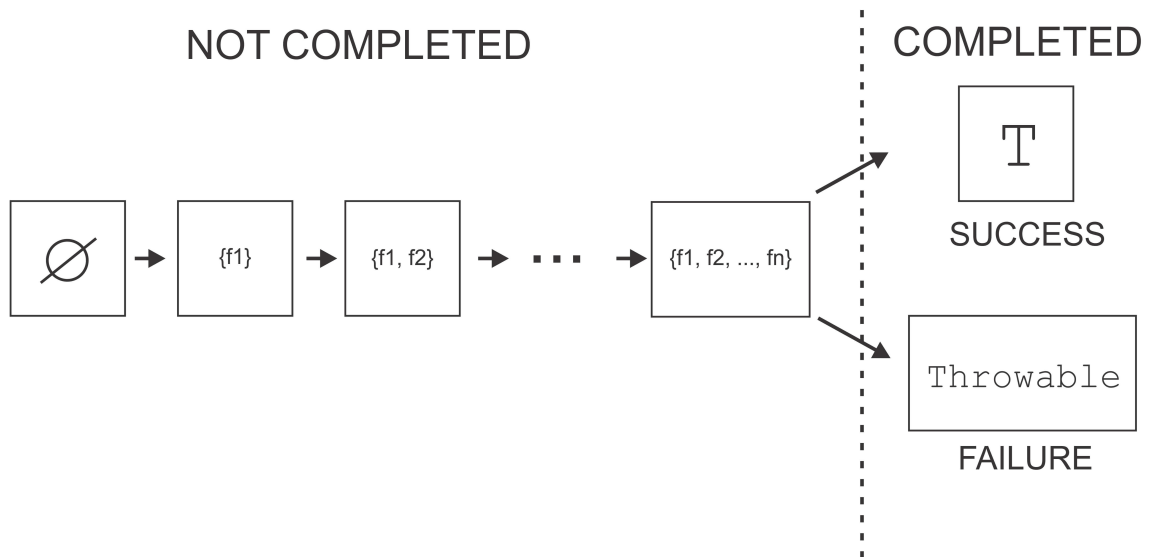 NOT COMPLETED
COMPLETED
T
SUCCESS
∅
{f1}
{f1, f2}
...
{f1, f2, ..., fn}
Throwable
FAILURE